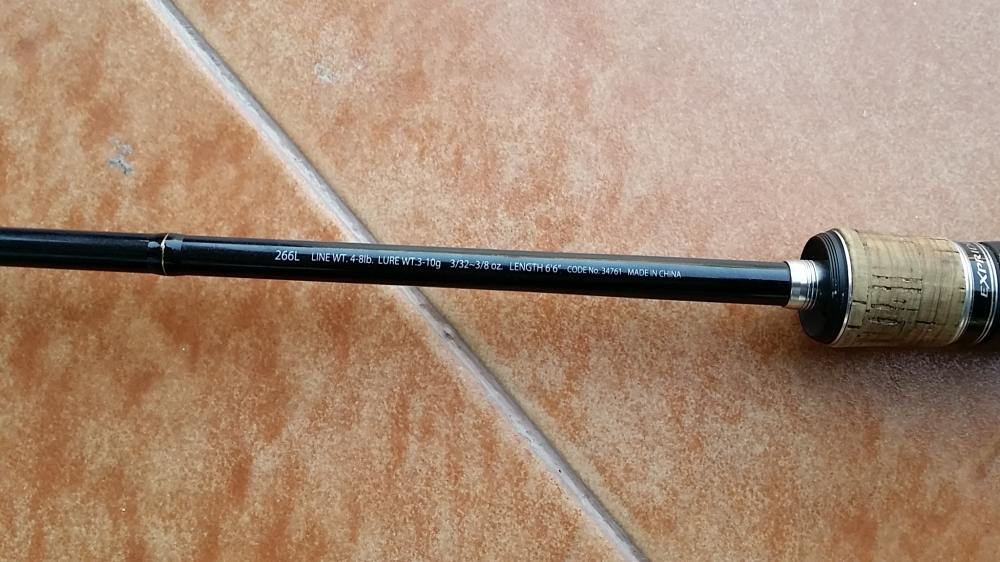 266L LINE WT. 4-8lb. LURE WT.3-10g 3/32~3/8 oz. LENGTH 6'6" CODE No. 34761 MADE IN CHINA